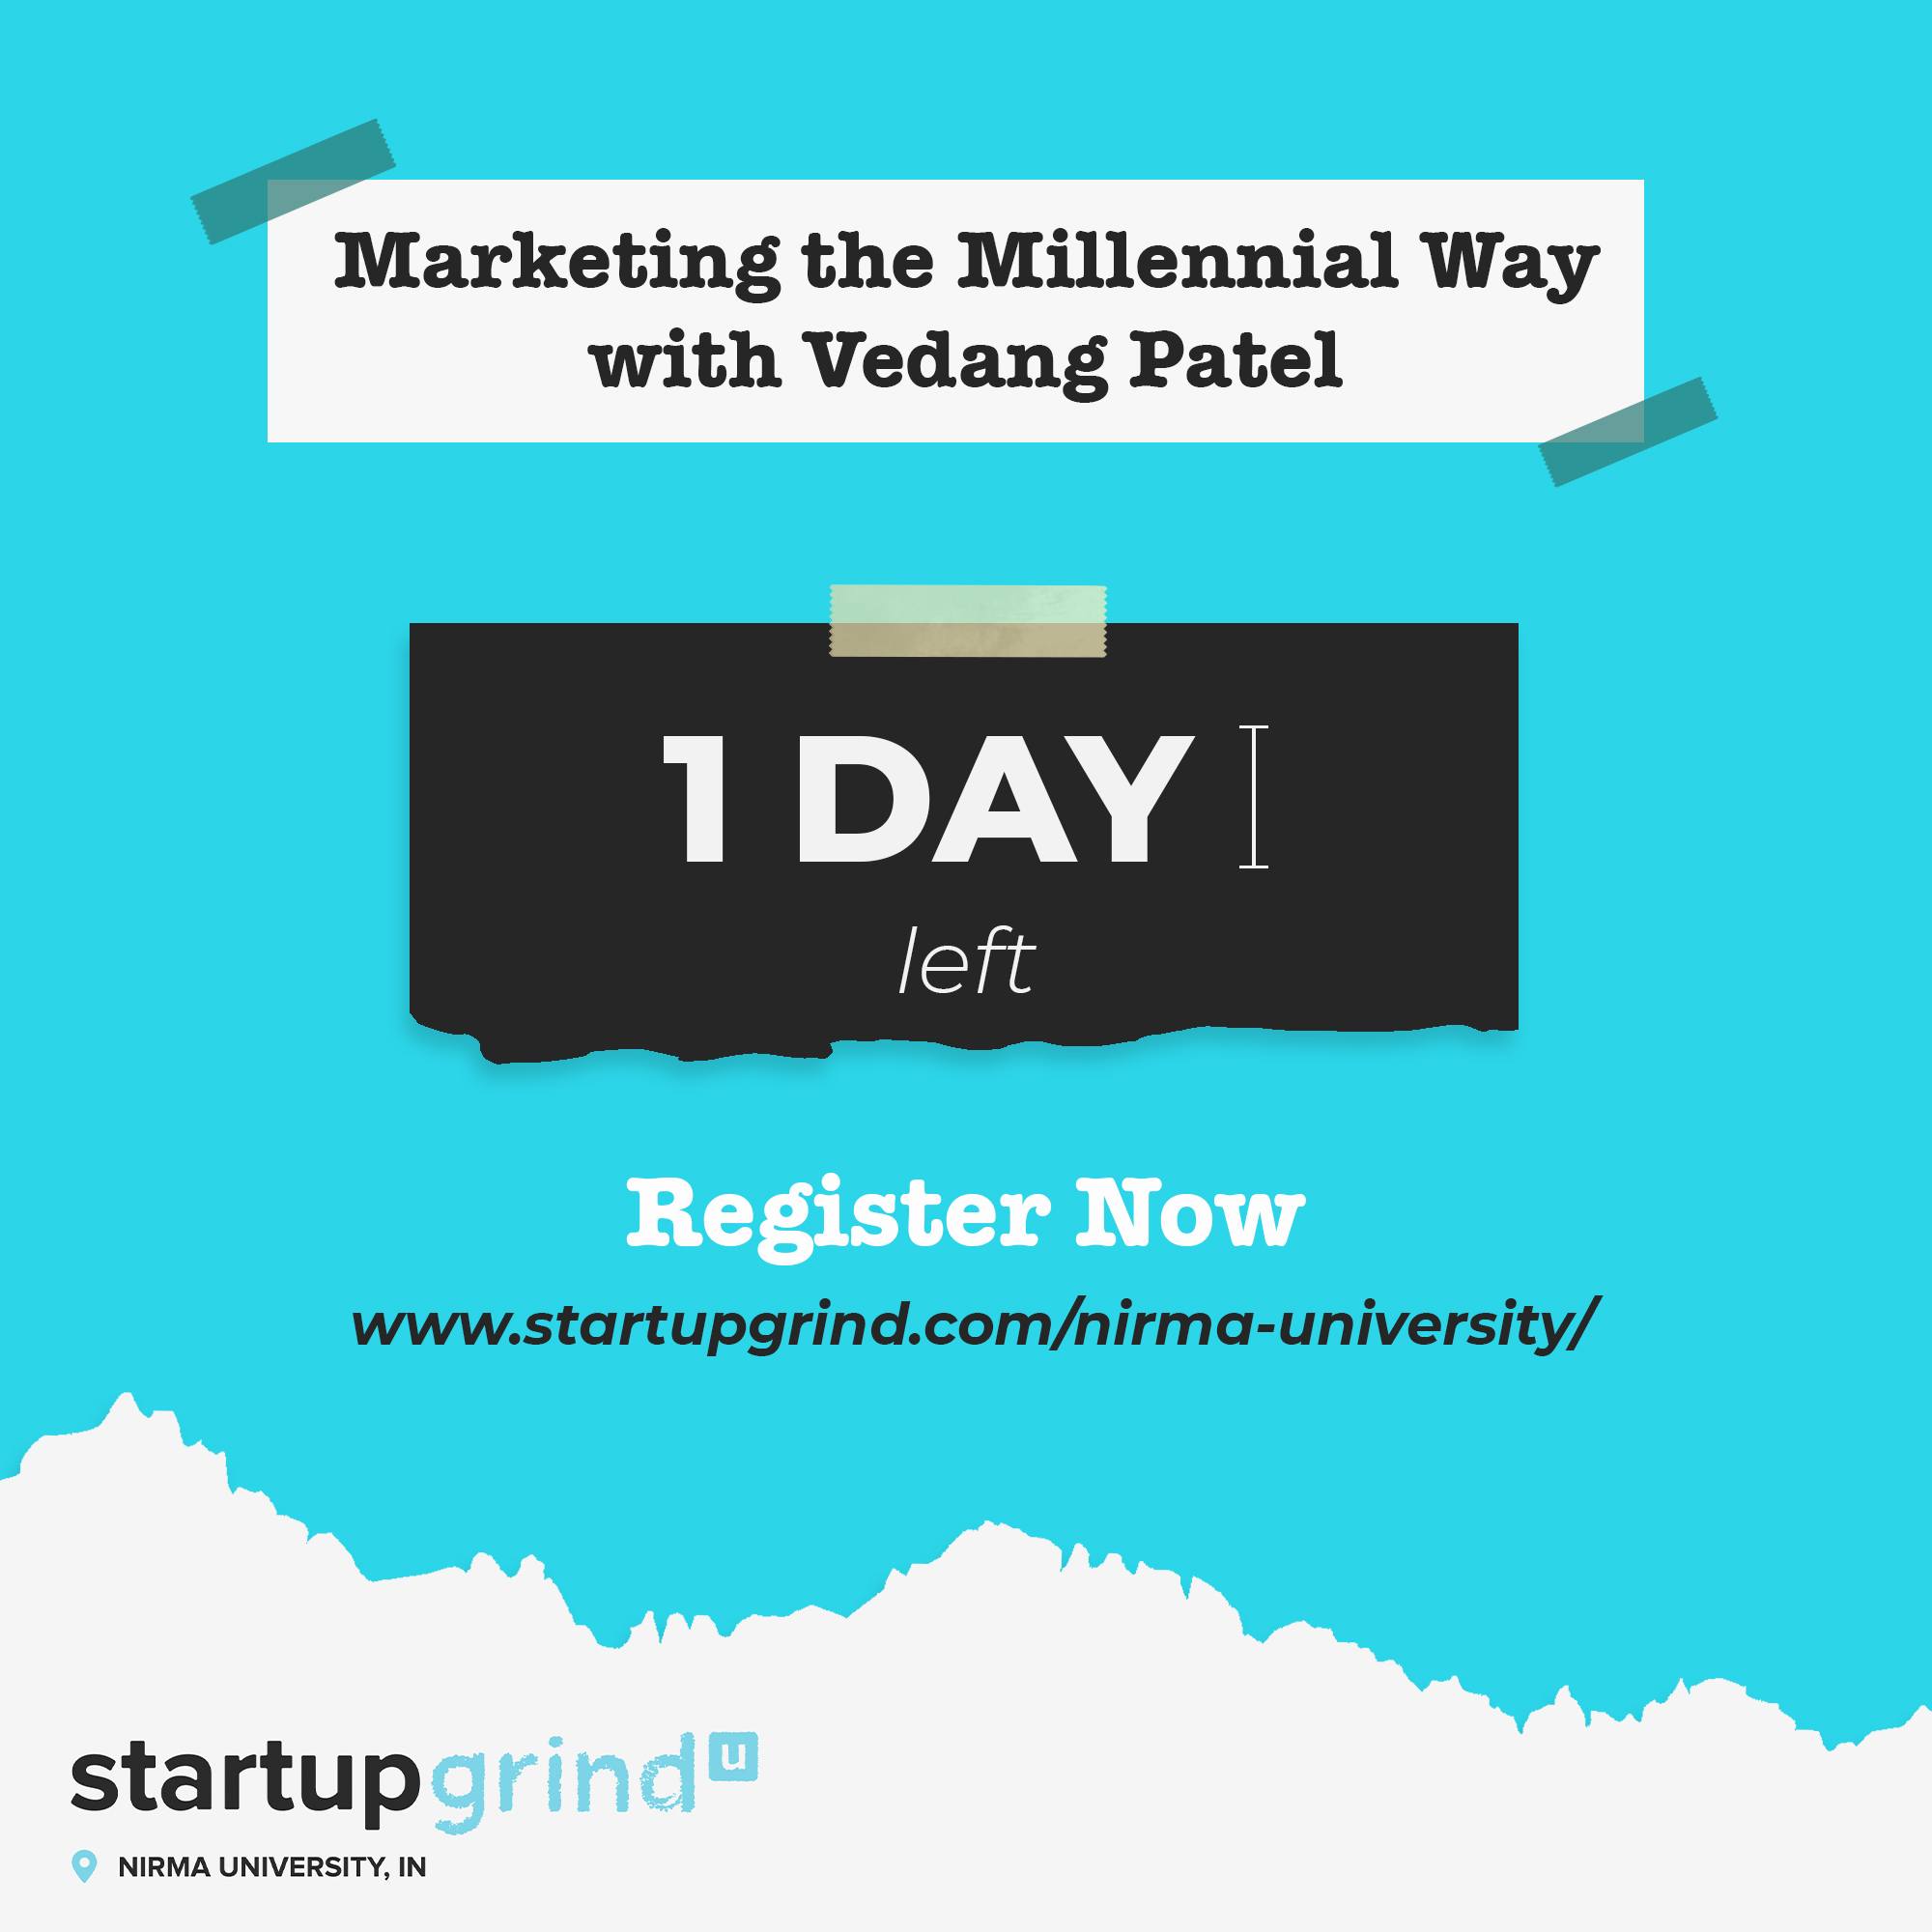 Marketing the Millennial Way
with Vedang Patel
1 DAY
left
Register Now
www.startupgrind.com/nirma-university/
startupgrind u
NIRMA UNIVERSITY, IN